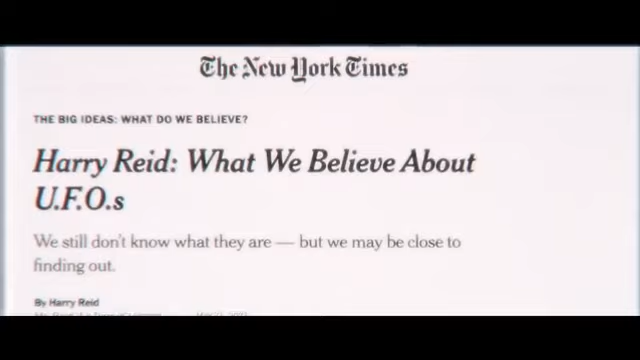 The New York Times
THE BIG IDEAS: WHAT DO WE BELIEVE?
Harry Reid: What We Believe About
U.F.O.s
We still don't know what they are — but we may be close to
finding out.
By Harry Reid